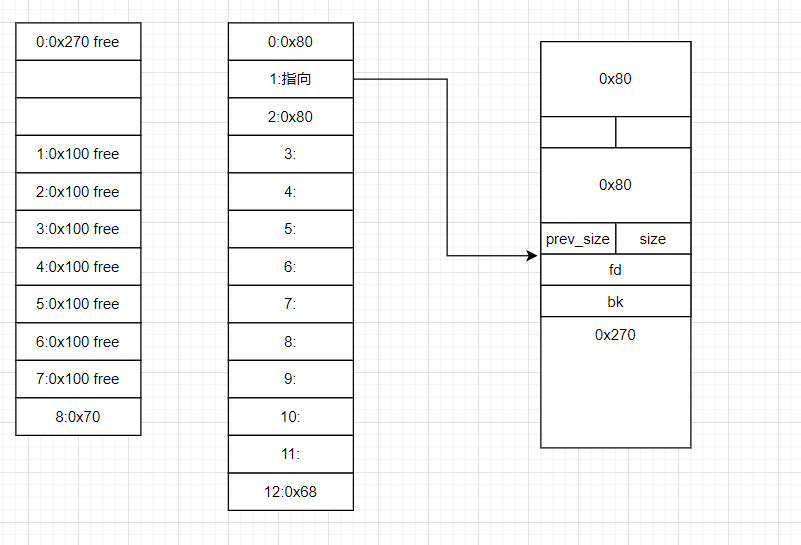 0:0x270 free
1:0x100 free
2:0x100 free
3:0x100 free
4:0x100 free
5:0x100 free
6:0x100 free
7:0x100 free
8:0x70
0:0x80
1:指向
2:0x80
3:
4:
5:
6:
7:
8:
9:
10:
11:
12:0x68
0x80
0x80
prev_size size
fd
bk
0x270